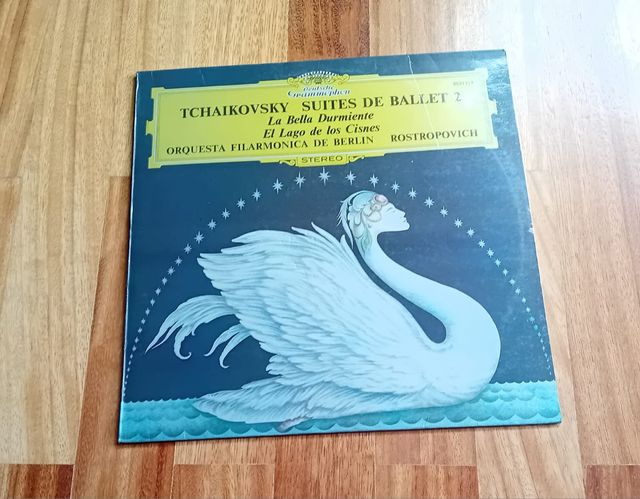 Deutsche
Grammophon
TCHAIKOVSKY SUITES DE BALLET 2
La Bella Durmiente
El Lago de los Cisnes
ORQUESTA FILARMONICA DE BERLIN ROSTROPOVICH
STEREO